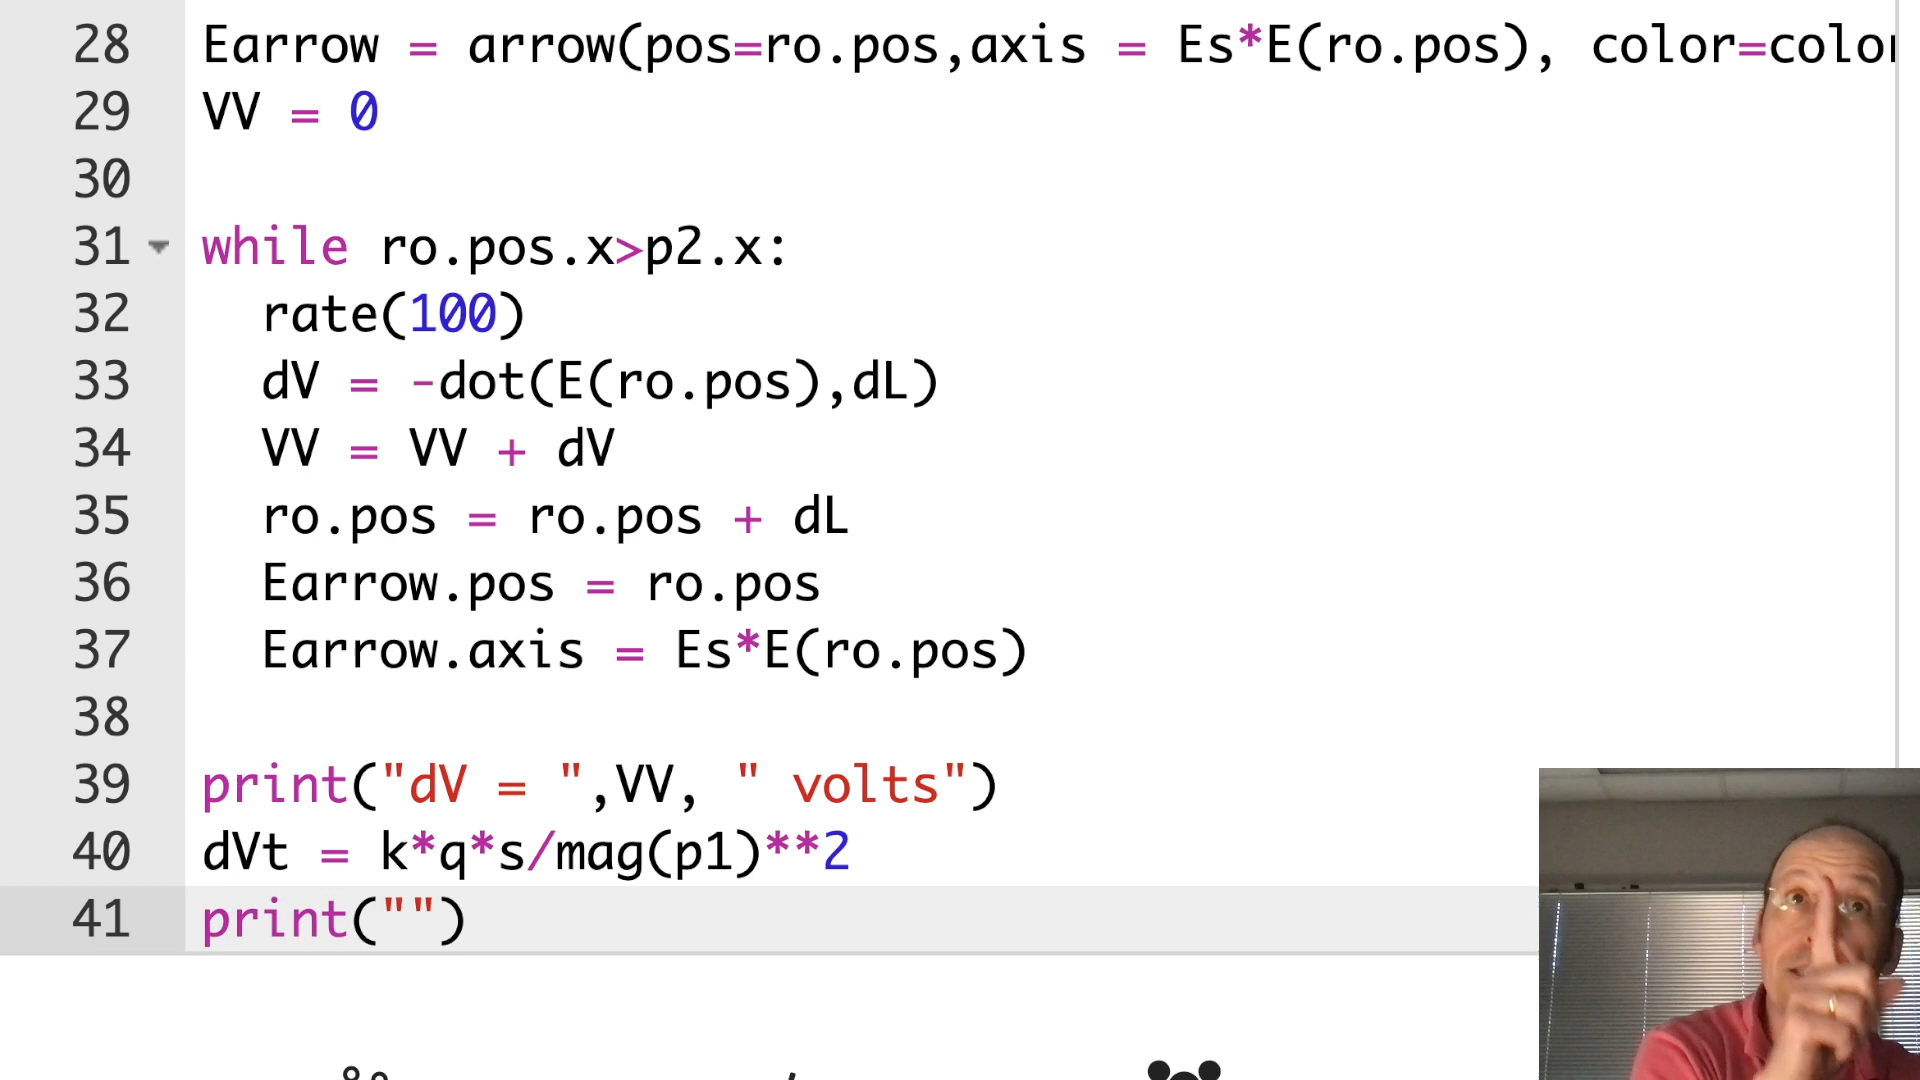 28 Earrow = arrow(pos=ro.pos,axis = Es*E(ro.pos), color=color
29 VV = 0
30
31 while ro.pos.x>p2.x:
32 rate(100)
33 dV = -dot(E(ro.pos),dL)
34 VV = VV + dV
35 ro.pos = ro.pos + dL
36 Earrow.pos = ro.pos
37 Earrow.axis = Es*E(ro.pos)
38
39 print("dV = ",VV, " volts")
40 dVt = k*q*s/mag(p1)**2
41 print("")